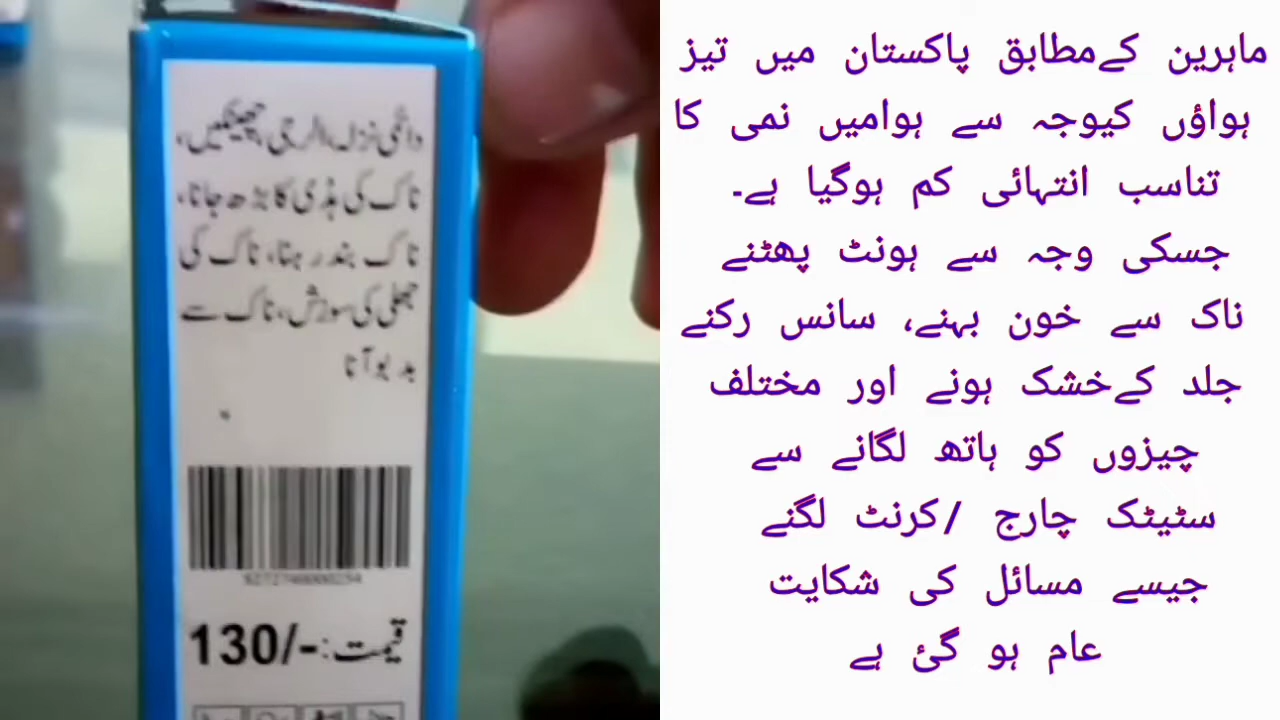 دائمی نزلہ، الرجی، چھینکیں،
ناک کی ہڈی کا بڑھ جانا،
ناک بند رہنا، ناک کی
جھلی کی سوزش، ناک سے
بدبو آنا
قیمت: 130/-
ماہرین کےمطابق پاکستان میں تیز
ہواؤں کیوجہ سے ہوامیں نمی کا
تناسب انتہائی کم ہوگیا ہے۔
جسکی وجہ سے ہونٹ پھٹنے
ناک سے خون بہنے، سانس رکنے
جلد کےخشک ہونے اور مختلف
چیزوں کو ہاتھ لگانے سے
سٹیٹک چارج /کرنٹ لگنے
جیسے مسائل کی شکایت
عام ہو گئ ہے